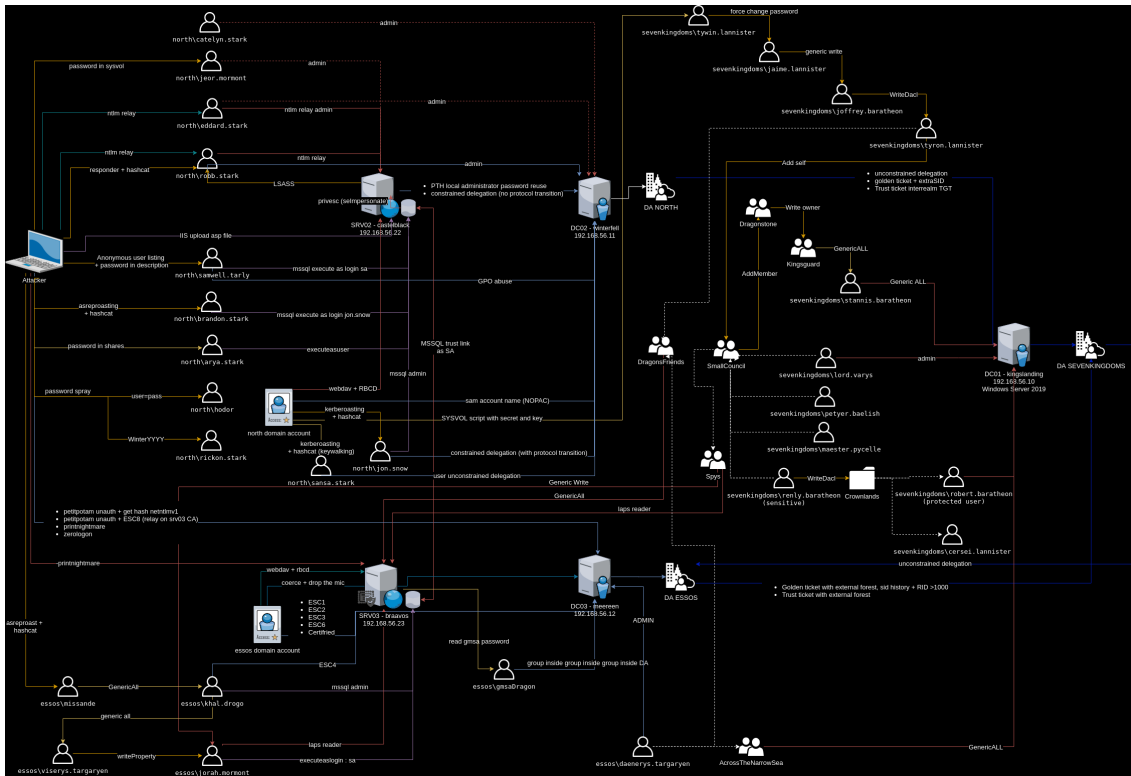 force change password
admin
sevenkingdoms\tywin.lannister
north\catelyn.stark
generic write
password in sysvol
admin
north\jeor.mormont
sevenkingdoms\jaime.lannister
admin
WriteDacl
ntlm relay
ntlm relay admin
sevenkingdoms\joffrey.baratheon
north\eddard.stark
sevenkingdoms\tyron.lannister
ntlm relay
ntlm relay
admin
Add self
responder + hashcat
north\robb.stark
LSASS
• unconstrained delegation
• golden ticket + extraSID
• Trust ticket interrealm TGT
• PTH local administrator password reuse
• constrained delegation (no protocol transition)
privesc (seImpersonate)
DA NORTH
Write owner
Dragonstone
SRV02 - castelblack
192.168.56.22
DC02 - winterfell
192.168.56.11
IIS upload asp file
GenericALL
Kingsguard
Anonymous user listing
+ password in description
Attacker
north\samwell.tarly
mssql execute as login sa
GPO abuse
AddMember
Generic ALL
sevenkingdoms\stannis.baratheon
asreproasting
+ hashcat
north\brandon.stark
mssql execute as login jon.snow
password in shares
executeasuser
north\arya.stark
MSSQL trust link
as SA
DragonsFriends
SmallCouncil
admin
DA SEVENKINGDOMS
sevenkingdoms\lord.varys
DC01 - kingslanding
192.168.56.10
Windows Server 2019
mssql admin
password spray
user=pass
webdav + RBCD
north\hodor
sam account name (NOPAC)
sevenkingdoms\petyer.baelish
kerberoasting
+ hashcat
SYSVOL script with secret and key
north domain account
WinterYYYY
north\rickon.stark
kerberoasting
+ hashcat (keywalking)
constrained delegation (with protocol transition)
sevenkingdoms\maester.pycelle
north\jon.snow
north\sansa.stark
user unconstrained delegation
Generic Write
Spys
WriteDacl
sevenkingdoms\renly.baratheon
(sensitive)
Crownlands
sevenkingdoms\robert.baratheon
(protected user)
GenericAll
laps reader
• petitpotam unauth + get hash netntlmv1
• petitpotam unauth + ESC8 (relay on srv03 CA)
• printnightmare
• zerologon
sevenkingdoms\cersei.lannister
printnightmare
unconstrained delegation
webdav + rbcd
coerce + drop the mic
DA ESSOS
• Golden ticket with external forest, sid history + RID >1000
• Trust ticket with external forest
• ESC1
• ESC2
• ESC3
• ESC6
• Certifried
SRV03 - braavos
192.168.56.23
DC03 - meereen
192.168.56.12
ADMIN
asreproast +
hashcat
essos domain account
read gmsa password
ESC4
group inside group inside group inside DA
essos\gmsaDragon
GenericAll
mssql admin
essos\missande
essos\khal.drogo
generic all
laps reader
writeProperty
executeaslogin : sa
essos\viserys.targaryen
essos\jorah.mormont
essos\daenerys.targaryen
AcrossTheNarrowSea
GenericALL